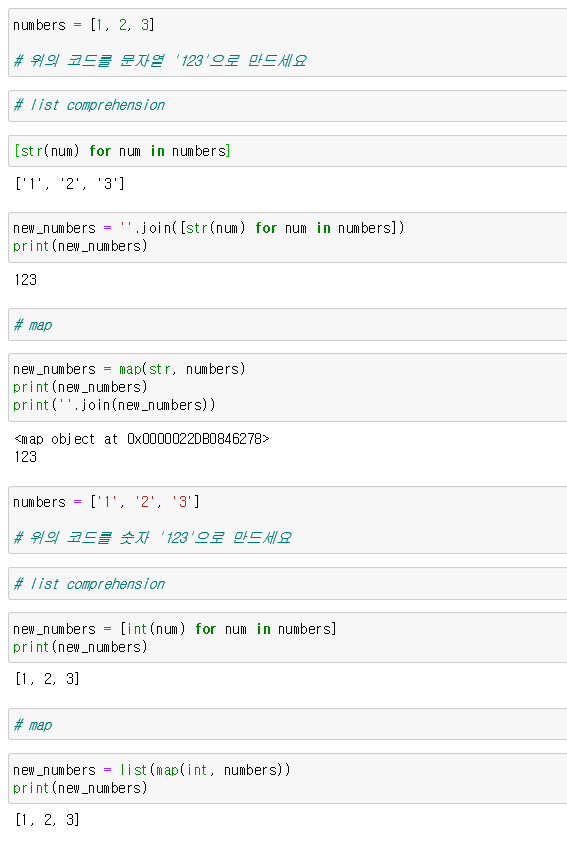 numbers = [1, 2, 3]
# 위의 코드를 문자열 '123'으로 만드세요
# list comprehension
[str(num) for num in numbers]
['1', '2', '3']
new_numbers = ''.join([str(num) for num in numbers])
print(new_numbers)
123
# map
new_numbers = map(str, numbers)
print(new_numbers)
print(''.join(new_numbers))
<map object at 0x0000022DB0846278>
123
numbers = ['1', '2', '3']
# 위의 코드를 숫자 '123'으로 만드세요
# list comprehension
new_numbers = [int(num) for num in numbers]
print(new_numbers)
[1, 2, 3]
# map
new_numbers = list(map(int, numbers))
print(new_numbers)
[1, 2, 3]